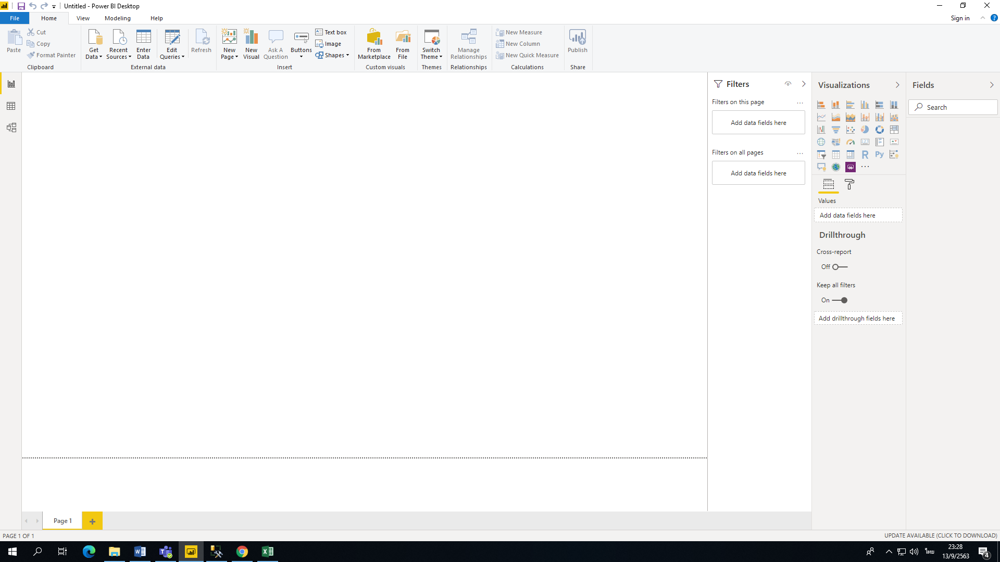 Untitled - Power BI Desktop
File Home View Modeling Help Sign in
Paste
Cut
Copy
Format Painter
Clipboard
Get Data
Recent Sources
Enter Data
Edit Queries
Refresh
External data
New Page
New Visual
Ask A Question
Buttons
Text box
Image
Shapes
Insert
From Marketplace
From File
Custom visuals
Switch Theme
Themes
Manage Relationships
Relationships
New Measure
New Column
New Quick Measure
Calculations
Publish
Share
Filters
Filters on this page
Add data fields here
Filters on all pages
Add data fields here
Visualizations
R Py
123
Values
Add data fields here
Drillthrough
Cross-report
Off
Keep all filters
On
Add drillthrough fields here
Fields
Search
Page 1
PAGE 1 OF 1
UPDATE AVAILABLE (CLICK TO DOWNLOAD)
ไทย
23:28
13/9/2563
4